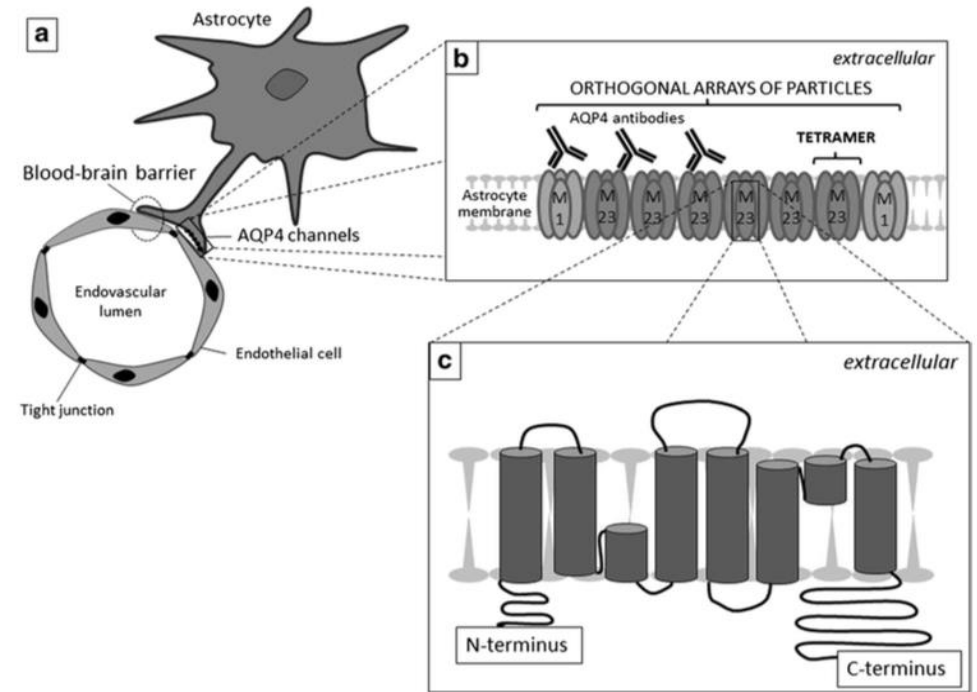 a
Astrocyte
Blood-brain barrier
AQP4 channels
Endovascular
lumen
Endothelial cell
Tight junction
b
extracellular
ORTHOGONAL ARRAYS OF PARTICLES
AQP4 antibodies
TETRAMER
Astrocyte
membrane
M M M M M M M M
1 23 23 23 23 23 23 1
c
extracellular
N-terminus
C-terminus